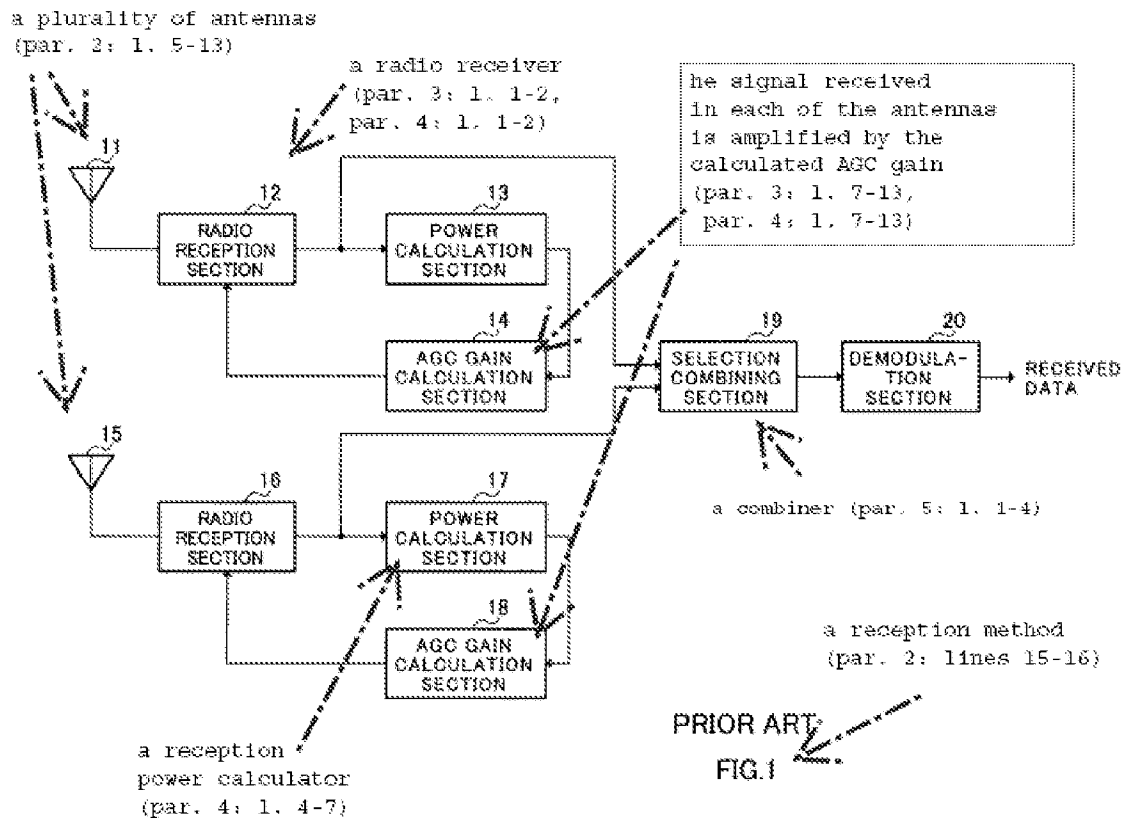 a plurality of antennas
(par. 2: l. 5-13)
a radio receiver
(par. 3: l. 1-2,
par. 4: l. 1-2)
he signal received
in each of the antennas
is amplified by the
calculated AGC gain
(par. 3: l. 7-13,
par. 4: l. 7-13)
11
12
RADIO
RECEPTION
SECTION
13
POWER
CALCULATION
SECTION
14
AGC GAIN
CALCULATION
SECTION
19
SELECTION
COMBINING
SECTION
20
DEMODULA-
TION
SECTION
RECEIVED
DATA
15
16
RADIO
RECEPTION
SECTION
17
POWER
CALCULATION
SECTION
18
AGC GAIN
CALCULATION
SECTION
a combiner (par. 5: l. 1-4)
a reception method
(par. 2: lines 15-16)
a reception
power calculator
(par. 4: l. 4-7)
PRIOR ART
FIG.1